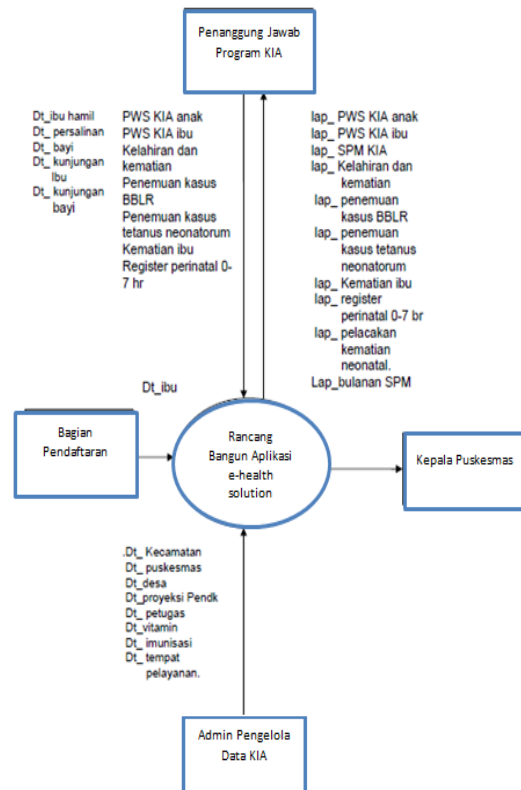 Penanggung Jawab
Program KIA
Dt_ibu hamil
Dt_ persalinan
Dt_ bayi
Dt_ kunjungan
Ibu
Dt_ kunjungan
bayi
PWS KIA anak
PWS KIA ibu
Kelahiran dan
kematian
Penemuan kasus
BBLR
Penemuan kasus
tetanus neonatorum
Kematian ibu
Register perinatal 0-
7 hr
lap_ PWS KIA anak
lap_ PWS KIA ibu
lap_ SPM KIA
lap_ Kelahiran dan
kematian
lap_ penemuan
kasus BBLR
lap_ penemuan
kasus tetanus
neonatorum
lap_ Kematian ibu
lap_ register
perinatal 0-7 br
lap_ pelacakan
kematian
neonatal.
Lap_bulanan SPM
Dt_ibu
Bagian
Pendaftaran
Rancang
Bangun Aplikasi
e-health
solution
Kepala Puskesmas
.Dt_ Kecamatan
Dt_ puskesmas
Dt_desa
Dt_proyeksi Pendk
Dt_ petugas
Dt_vitamin
Dt_ imunisasi
Dt_ tempat
pelayanan.
Admin Pengelola
Data KIA